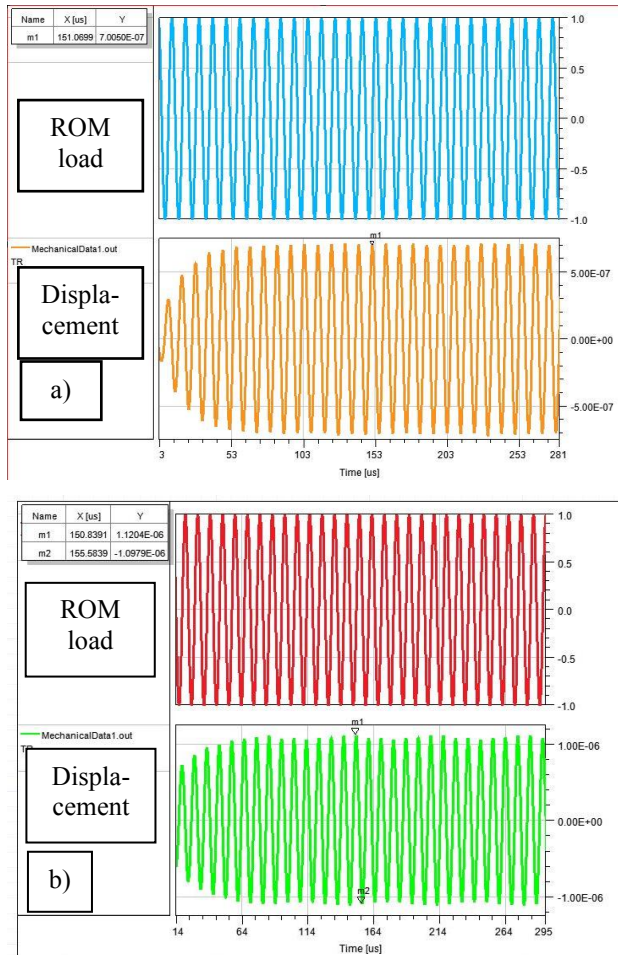 Name X [us] Y
m1 151.0699 7.0050E-07
ROM
load
1.0
0.5
0.0
-0.5
-1.0
MechanicalData1.out
TR
Displa-
cement
a)
m1
5.00E-07
0.00E+00
-5.00E-07
3 53 103 153 203 253 281
Time [us]
Name X [us] Y
m1 150.8391 1.1204E-06
m2 155.5839 -1.0979E-06
ROM
load
1.0
0.5
0.0
-0.5
-1.0
MechanicalData1.out
Displa-
cement
b)
m1
m2
1.00E-06
0.00E+00
-1.00E-06
14 64 114 164 214 264 295
Time [us]